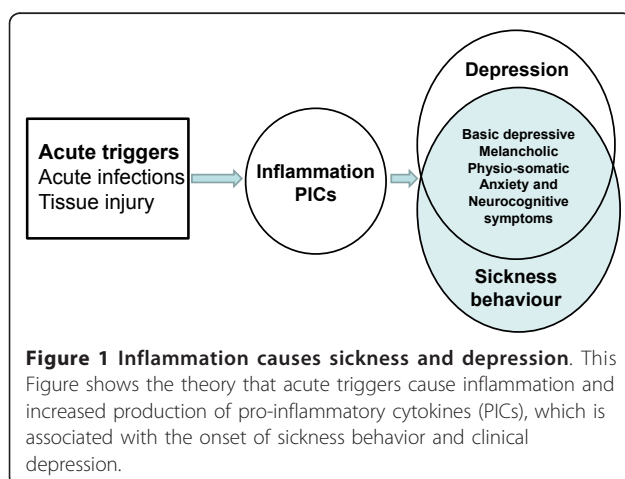 Acute triggers
Acute infections
Tissue injury
Inflammation
PICs
Depression
Basic depressive
Melancholic
Physio-somatic
Anxiety and
Neurocognitive
symptoms
Sickness
behaviour
Figure 1 Inflammation causes sickness and depression. This
Figure shows the theory that acute triggers cause inflammation and
increased production of pro-inflammatory cytokines (PICs), which is
associated with the onset of sickness behavior and clinical
depression.